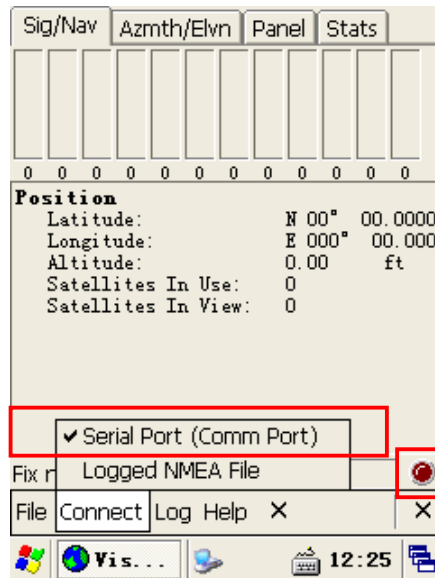 Sig/Nav Azmth/Elvn Panel Stats
0 0 0 0 0 0 0 0 0 0 0 0
Position
Latitude: N 00° 00.0000
Longitude: E 000° 00.000
Altitude: 0.00 ft
Satellites In Use: 0
Satellites In View: 0
✔ Serial Port (Comm Port)
Fix Logged NMEA File
File Connect Log Help X X
Vis... 12:25